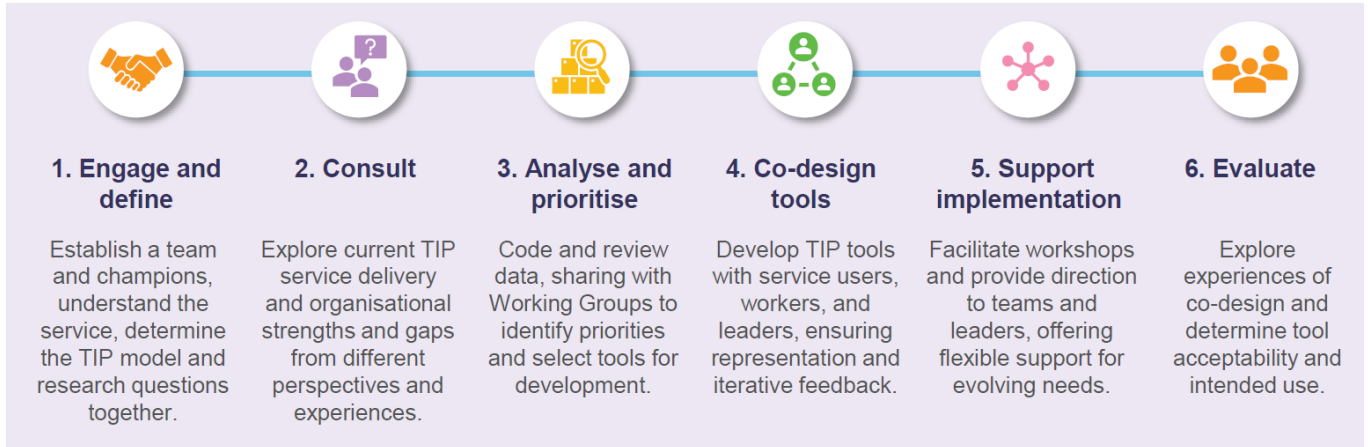 ?
1. Engage and
define
Establish a team
and champions,
understand the
service, determine
the TIP model and
research questions
together.
2. Consult
Explore current TIP
service delivery
and organisational
strengths and gaps
from different
perspectives and
experiences.
3. Analyse and
prioritise
Code and review
data, sharing with
Working Groups to
identify priorities
and select tools for
development.
4. Co-design
tools
Develop TIP tools
with service users,
workers, and
leaders, ensuring
representation and
iterative feedback.
5. Support
implementation
Facilitate workshops
and provide direction
to teams and
leaders, offering
flexible support for
evolving needs.
6. Evaluate
Explore
experiences of
co-design and
determine tool
acceptability and
intended use.